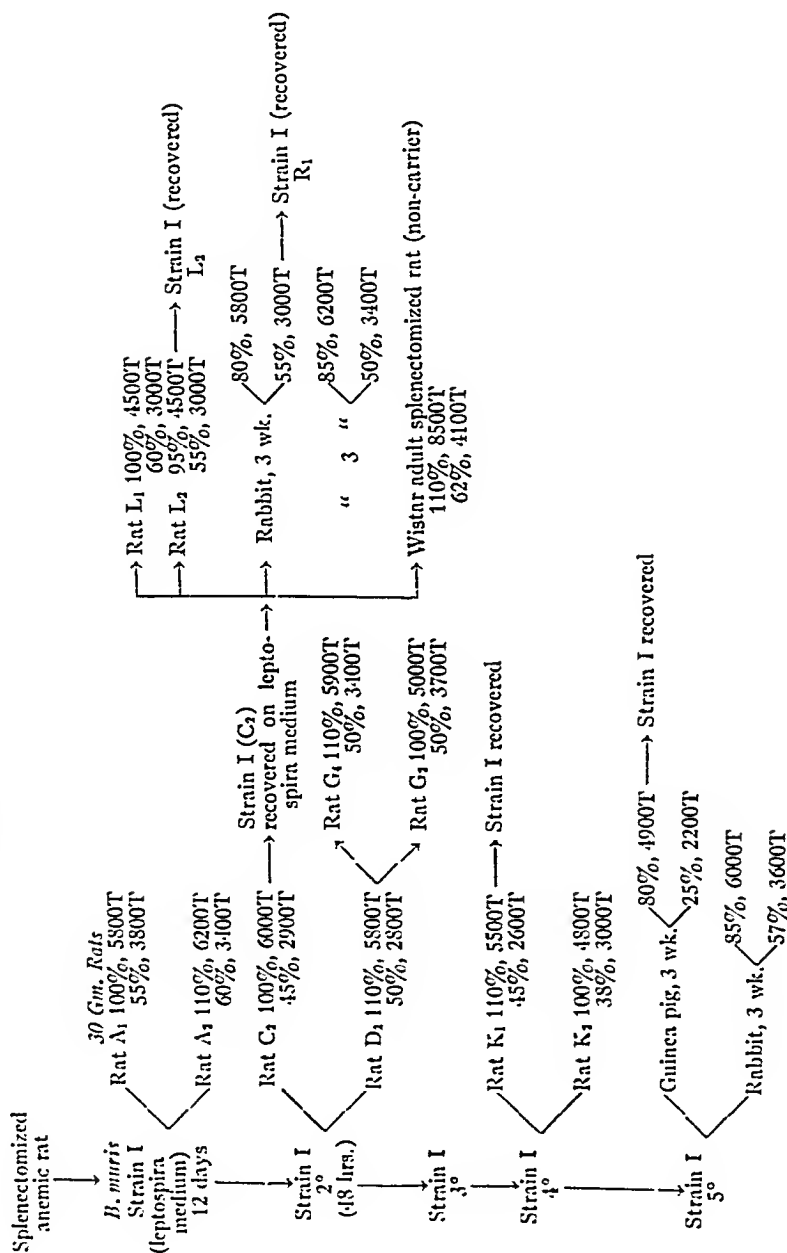 Splenectomized
anemic rat
B. muris
Strain I
(leptospira
medium)
12 days
30 Gm. Rats
Rat A₁ 100%, 5800T
55%, 3800T
Rat A₂ 110%, 6200T
60%, 3400T
Strain I
2°
(48 hrs.)
Rat C₂ 100%, 6000T
45%, 2900T
Rat D₁ 110%, 5800T
50%, 2800T
Strain I (C₂)
recovered on lepto-
spira medium
Rat G₄ 110%, 5900T
50%, 3400T
Rat G₂ 100%, 5000T
50%, 3700T
Rat L₁ 100%, 4500T
60%, 3000T
Rat L₂ 95%, 4500T
55%, 3000T
Strain I (recovered)
L₂
Rabbit, 3 wk.
80%, 5800T
55%, 3000T
Strain I (recovered)
R₁
" 3 "
85%, 6200T
50%, 3400T
Wistar adult splenectomized rat (non-carrier)
110%, 8500T
62%, 4100T
Strain I
3°
Strain I
4°
Rat K₁ 110%, 5500T
45%, 2600T
Strain I recovered
Rat K₂ 100%, 4800T
38%, 3000T
Strain I
5°
Guinea pig, 3 wk.
80%, 4900T
25%, 2200T
Strain I recovered
Rabbit, 3 wk.
85%, 6000T
57%, 3600T